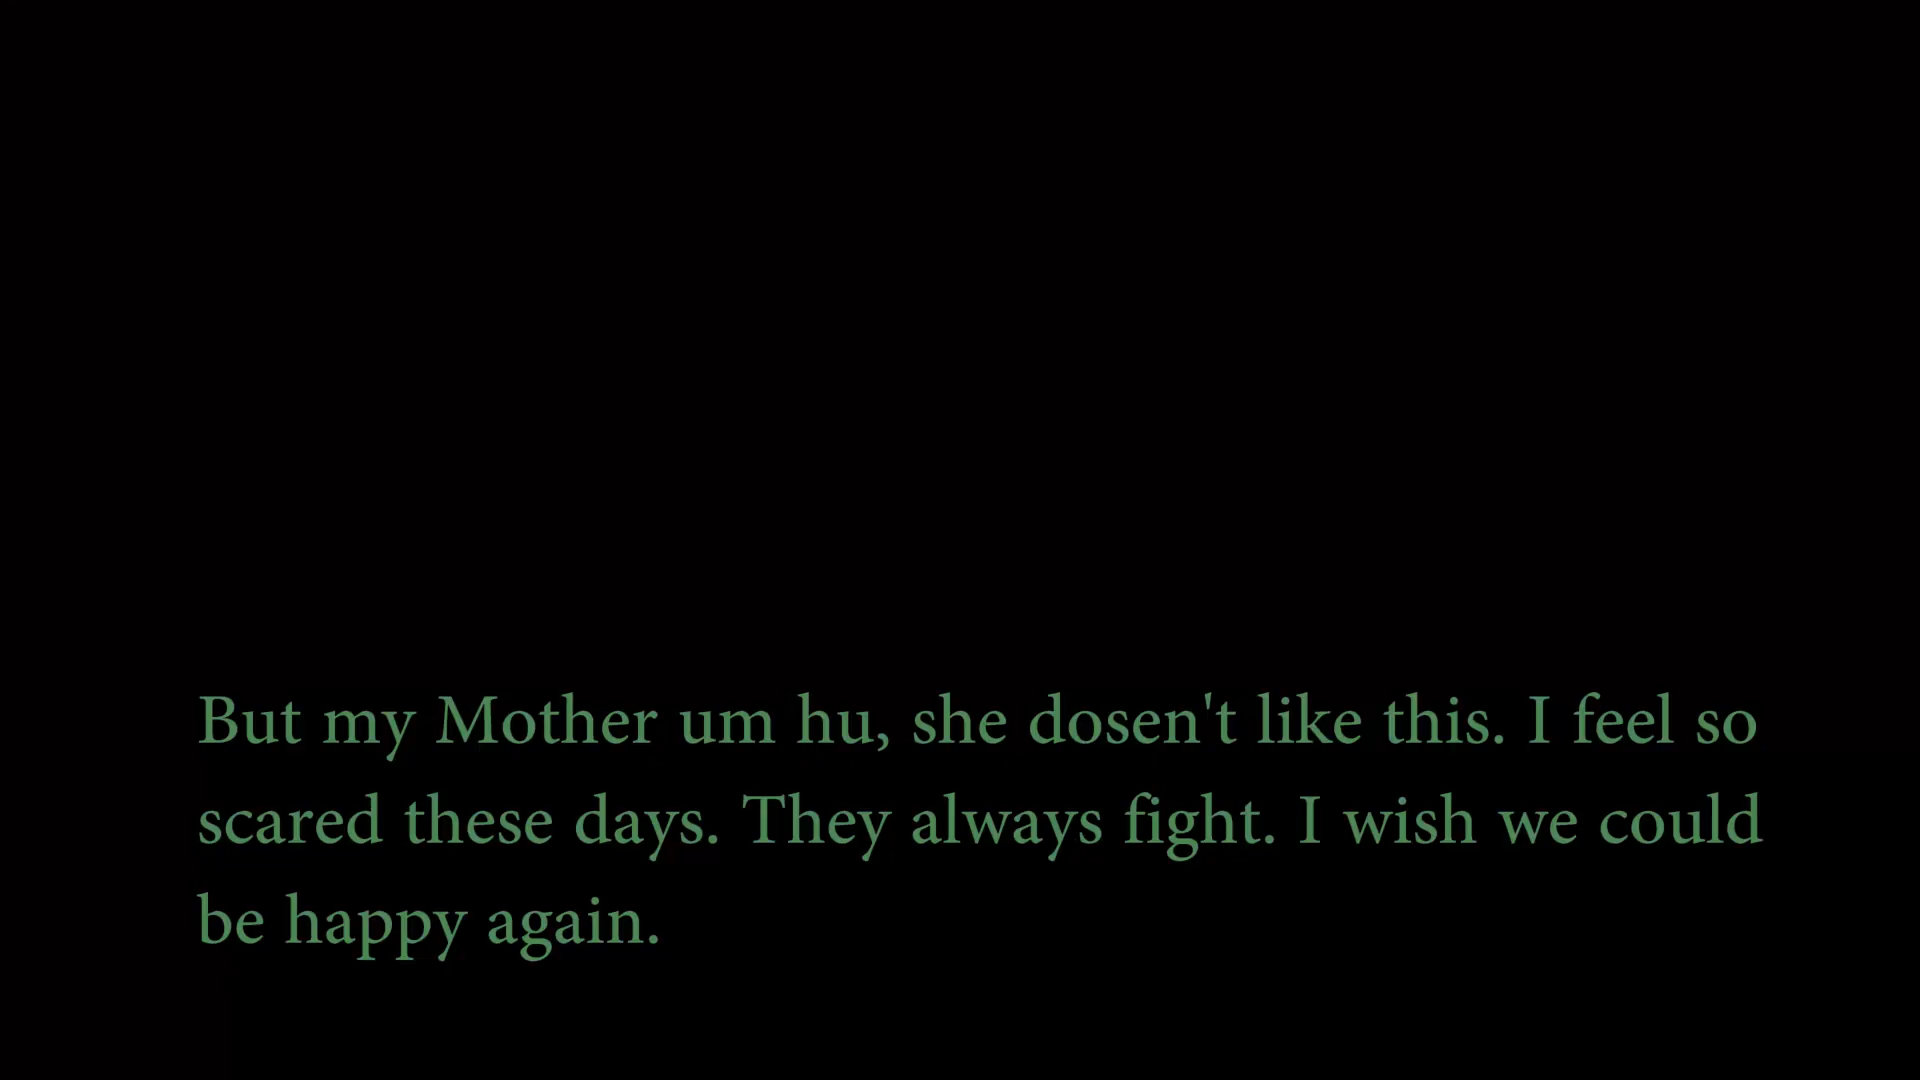 But my Mother um hu, she dosen't like this. I feel so
scared these days. They always fight. I wish we could
be happy again.